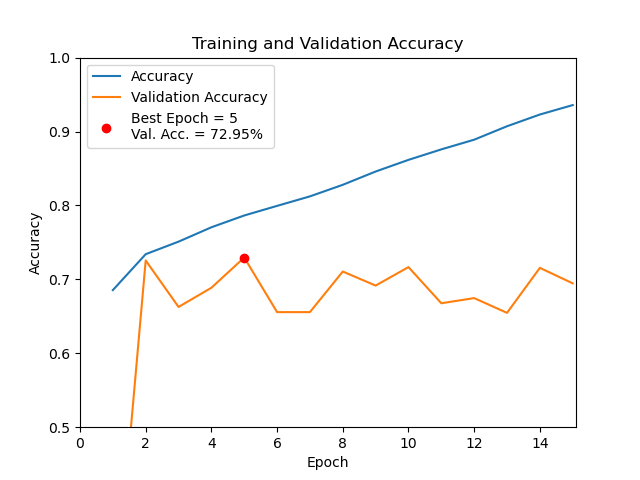 Training and Validation Accuracy
Accuracy
Validation Accuracy
Best Epoch = 5
Val. Acc. = 72.95%
1.0
0.9
0.8
0.7
0.6
0.5
Accuracy
0 2 4 6 8 10 12 14
Epoch